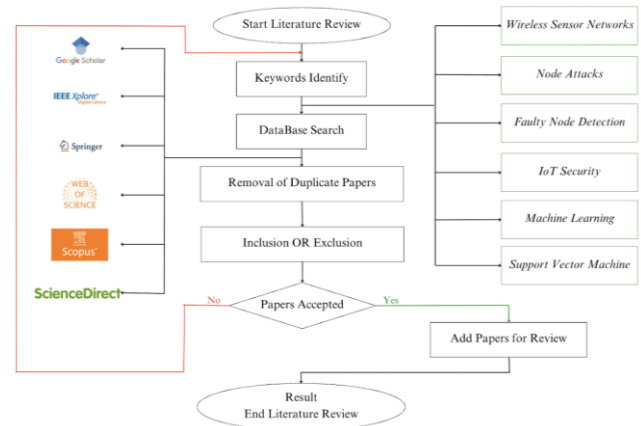 Start Literature Review
Keywords Identify
DataBase Search
Removal of Duplicate Papers
Inclusion OR Exclusion
Papers Accepted
No
Yes
Add Papers for Review
Result
End Literature Review
Google Scholar
IEEE Xplore®
Digital Library
Springer
WEB
OF
SCIENCE
Scopus®
ScienceDirect
Wireless Sensor Networks
Node Attacks
Faulty Node Detection
IoT Security
Machine Learning
Support Vector Machine